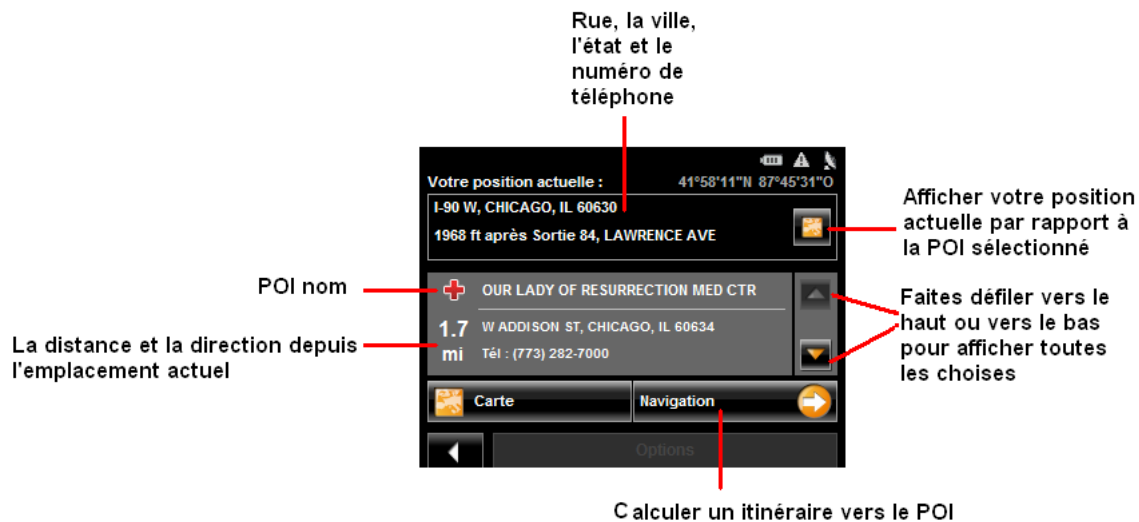 Rue, la ville,
l'état et le
numéro de
téléphone
Votre position actuelle :
41°58'11"N 87°45'31"O
I-90 W, CHICAGO, IL 60630
1968 ft après Sortie 84, LAWRENCE AVE
Afficher votre position
actuelle par rapport à
la POI sélectionné
POI nom
OUR LADY OF RESURRECTION MED CTR
Faites défiler vers le
haut ou vers le bas
pour afficher toutes
les choises
La distance et la direction depuis
l'emplacement actuel
1.7
mi
W ADDISON ST, CHICAGO, IL 60634
Tél : (773) 282-7000
Carte
Navigation
Options
Calculer un itinéraire vers le POI